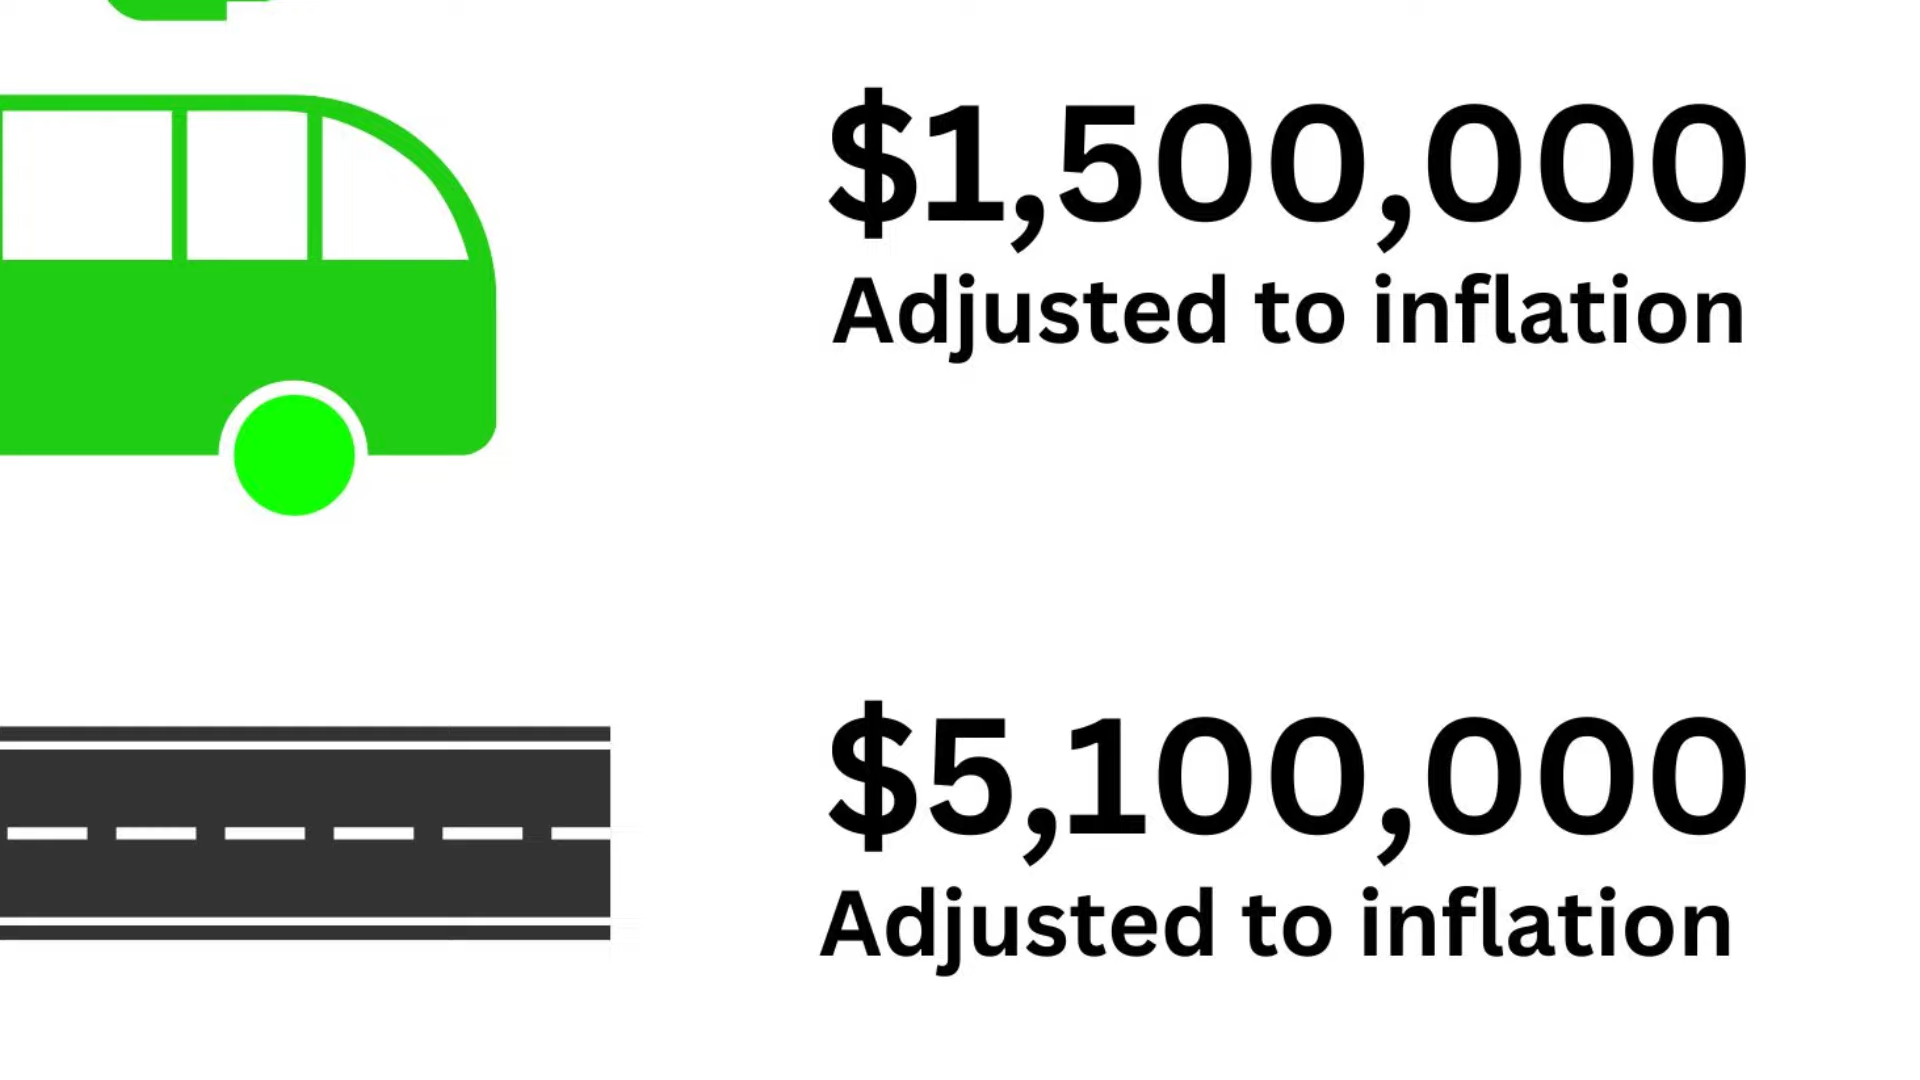 $1,500,000
Adjusted to inflation
$5,100,000
Adjusted to inflation